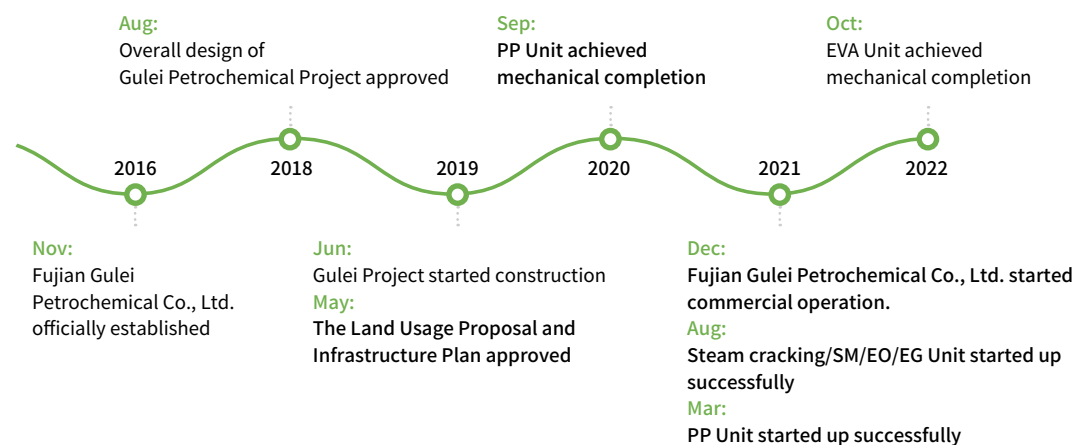 Aug:
Overall design of
Gulei Petrochemical Project approved
Sep:
PP Unit achieved
mechanical completion
Oct:
EVA Unit achieved
mechanical completion
2016
2018
2019
2020
2021
2022
Nov:
Fujian Gulei
Petrochemical Co., Ltd.
officially established
Jun:
Gulei Project started construction
May:
The Land Usage Proposal and
Infrastructure Plan approved
Dec:
Fujian Gulei Petrochemical Co., Ltd. started
commercial operation.
Aug:
Steam cracking/SM/EO/EG Unit started up
successfully
Mar:
PP Unit started up successfully